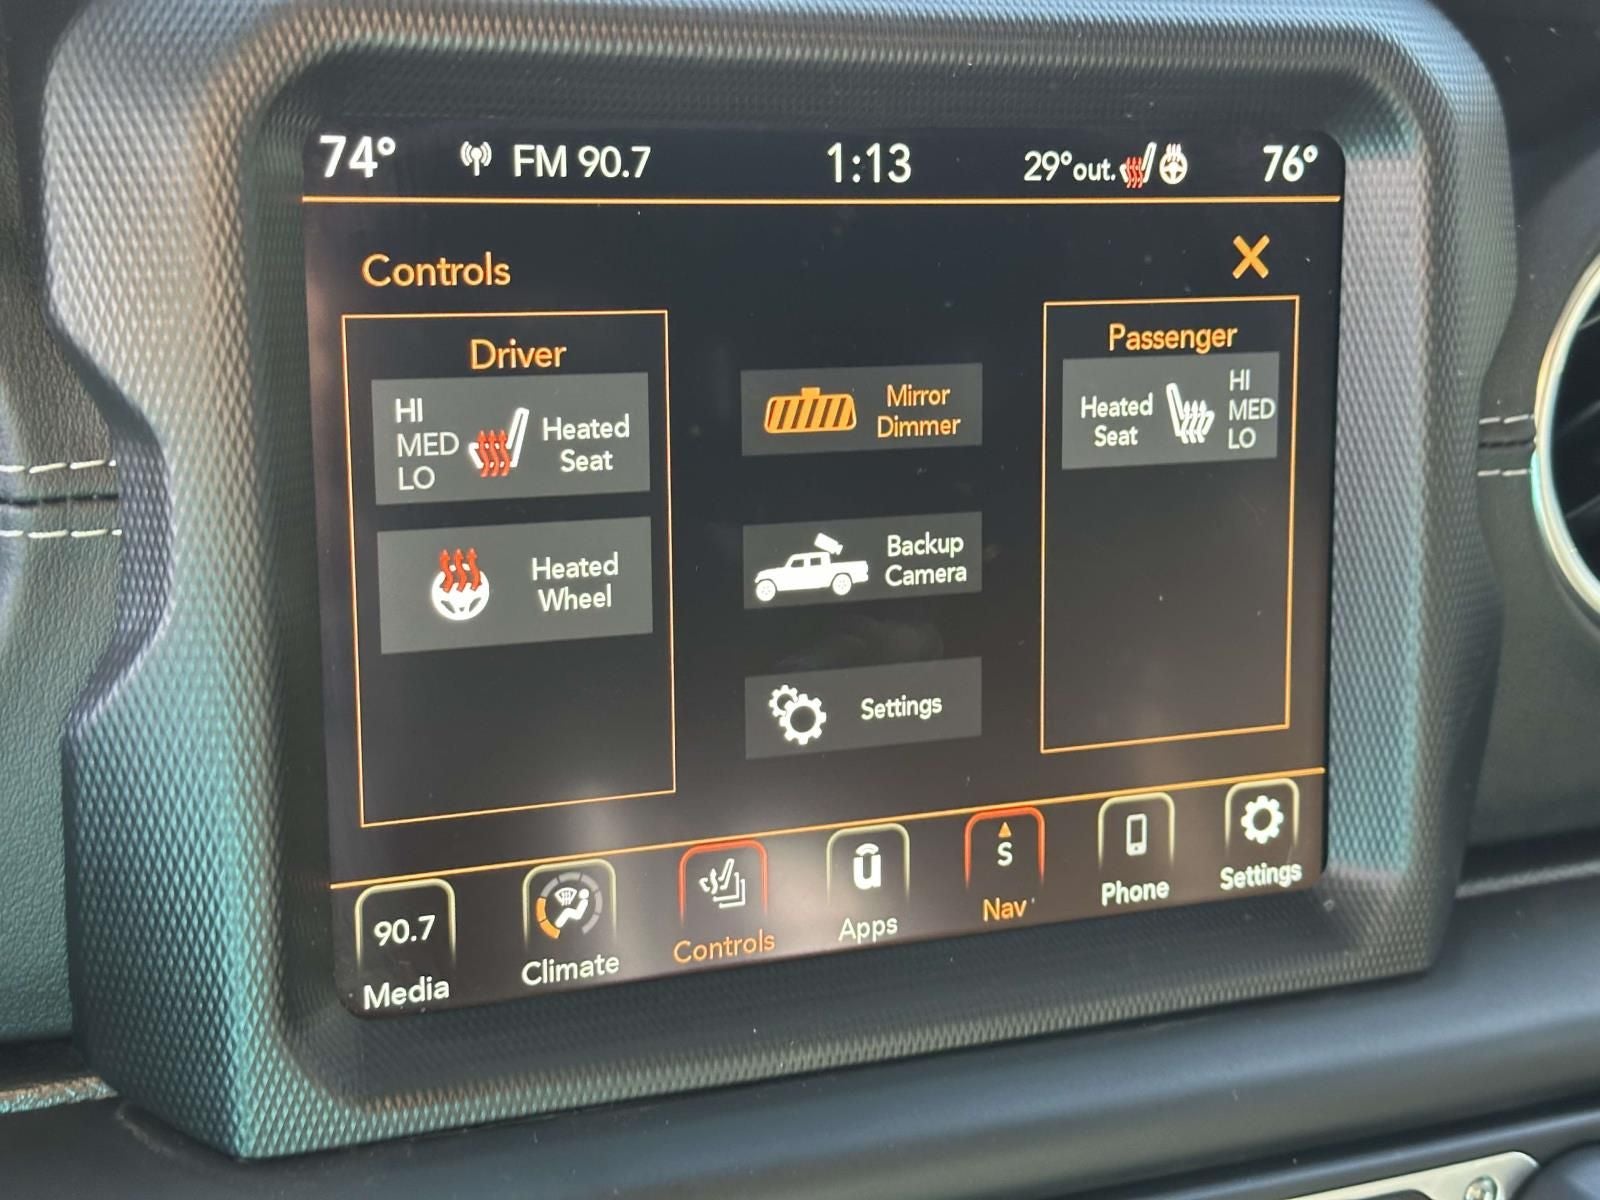 74° FM 90.7 1:13 29°out. 76°
Controls
Driver
HI
MED
LO
Heated
Seat
Heated
Wheel
Mirror
Dimmer
Backup
Camera
Settings
Passenger
Heated
Seat
HI
MED
LO
90.7
Media
Climate
Controls
u
Apps
S
Nav
Phone
Settings